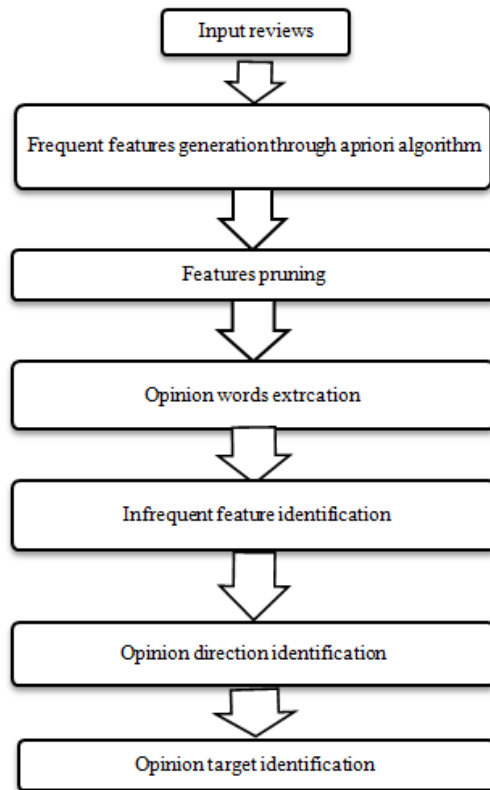 Input reviews
Frequent features generation through apriori algorithm
Features pruning
Opinion words extrcation
Infrequent feature identification
Opinion direction identification
Opinion target identification